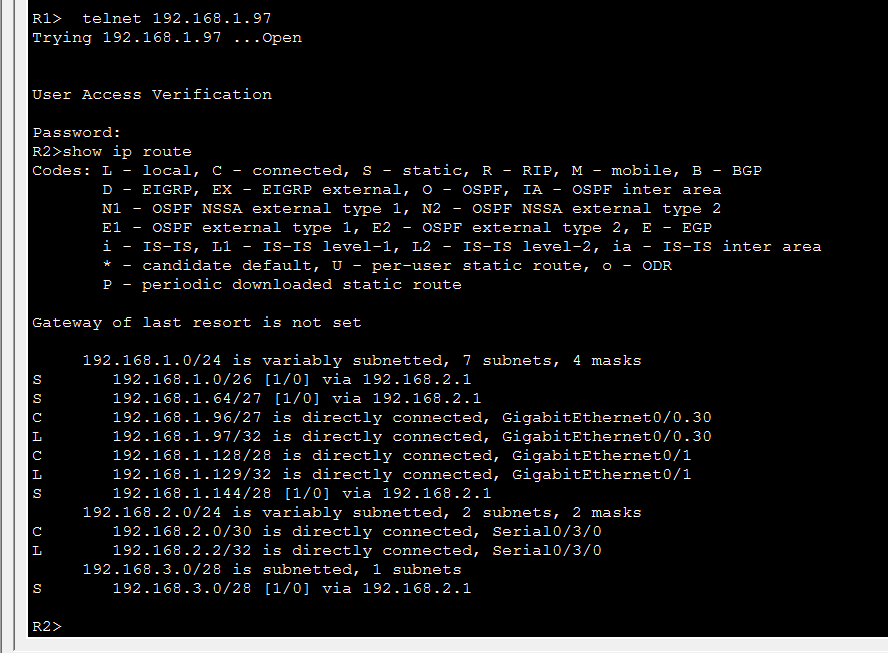 R1>  telnet 192.168.1.97
Trying 192.168.1.97 ...Open
User Access Verification
Password:
R2>show ip route
Codes: L - local, C - connected, S - static, R - RIP, M - mobile, B - BGP
       D - EIGRP, EX - EIGRP external, O - OSPF, IA - OSPF inter area
       N1 - OSPF NSSA external type 1, N2 - OSPF NSSA external type 2
       E1 - OSPF external type 1, E2 - OSPF external type 2, E - EGP
       i - IS-IS, L1 - IS-IS level-1, L2 - IS-IS level-2, ia - IS-IS inter area
       * - candidate default, U - per-user static route, o - ODR
       P - periodic downloaded static route
Gateway of last resort is not set
     192.168.1.0/24 is variably subnetted, 7 subnets, 4 masks
S       192.168.1.0/26 [1/0] via 192.168.2.1
S       192.168.1.64/27 [1/0] via 192.168.2.1
C       192.168.1.96/27 is directly connected, GigabitEthernet0/0.30
L       192.168.1.97/32 is directly connected, GigabitEthernet0/0.30
C       192.168.1.128/28 is directly connected, GigabitEthernet0/1
L       192.168.1.129/32 is directly connected, GigabitEthernet0/1
S       192.168.1.144/28 [1/0] via 192.168.2.1
     192.168.2.0/24 is variably subnetted, 2 subnets, 2 masks
C       192.168.2.0/30 is directly connected, Serial0/3/0
L       192.168.2.2/32 is directly connected, Serial0/3/0
     192.168.3.0/28 is subnetted, 1 subnets
S       192.168.3.0/28 [1/0] via 192.168.2.1
R2>